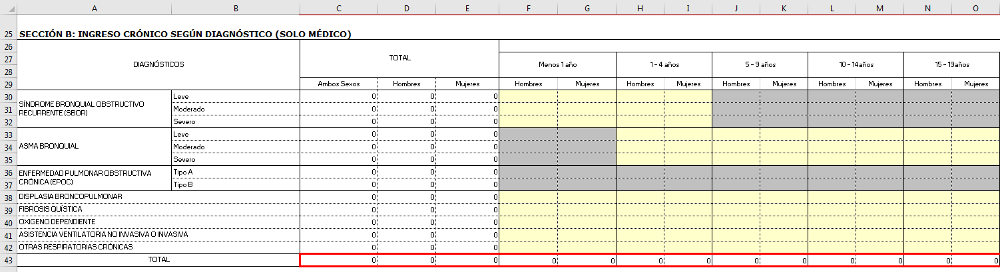 A B C D E F G H I J K L M N O
25 SECCIÓN B: INGRESO CRÓNICO SEGÚN DIAGNÓSTICO (SOLO MÉDICO)
26
27 DIAGNÓSTICOS TOTAL Menos 1 año 1 - 4 años 5 - 9 años 10 - 14años 15 - 19años
28
29 Ambos Sexos Hombres Mujeres Hombres Mujeres Hombres Mujeres Hombres Mujeres Hombres Mujeres Hombres Mujeres
30 SÍNDROME BRONQUIAL OBSTRUCTIVO Leve 0 0 0
31 RECURRENTE (SBOR) Moderado 0 0 0
32 Severo 0 0 0
33 Leve 0 0 0
34 ASMA BRONQUIAL Moderado 0 0 0
35 Severo 0 0 0
36 ENFERMEDAD PULMONAR OBSTRUCTIVA Tipo A 0 0 0
37 CRÓNICA (EPOC) Tipo B 0 0 0
38 DISPLASIA BRONCOPULMONAR 0 0 0
39 FIBROSIS QUÍSTICA 0 0 0
40 OXIGENO DEPENDIENTE 0 0 0
41 ASISTENCIA VENTILATORIA NO INVASIVA O INVASIVA 0 0 0
42 OTRAS RESPIRATORIAS CRÓNICAS 0 0 0
43 TOTAL 0 0 0 0 0 0 0 0 0 0 0 0 0